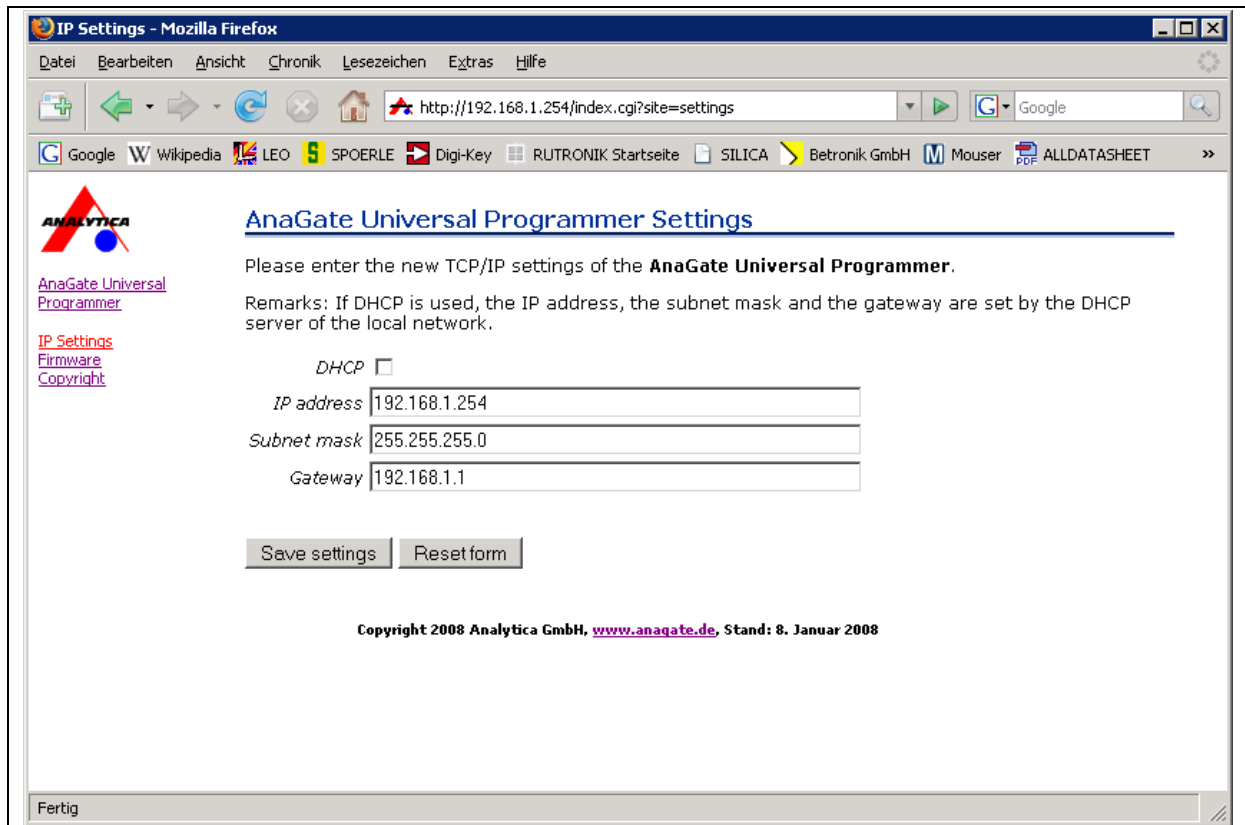 IP Settings - Mozilla Firefox
Datei Bearbeiten Ansicht Chronik Lesezeichen Extras Hilfe
http://192.168.1.254/index.cgi?site=settings G Google
G Google W Wikipedia LEO S SPOERLE Digi-Key RUTRONIK Startseite SILICA Betronik GmbH M Mouser PDF ALLDATASHEET »
ANALYTICA
AnaGate Universal
Programmer
IP Settings
Firmware
Copyright
AnaGate Universal Programmer Settings
Please enter the new TCP/IP settings of the AnaGate Universal Programmer.
Remarks: If DHCP is used, the IP address, the subnet mask and the gateway are set by the DHCP
server of the local network.
DHCP
IP address 192.168.1.254
Subnet mask 255.255.255.0
Gateway 192.168.1.1
Save settings Reset form
Copyright 2008 Analytica GmbH, www.anagate.de, Stand: 8. Januar 2008
Fertig